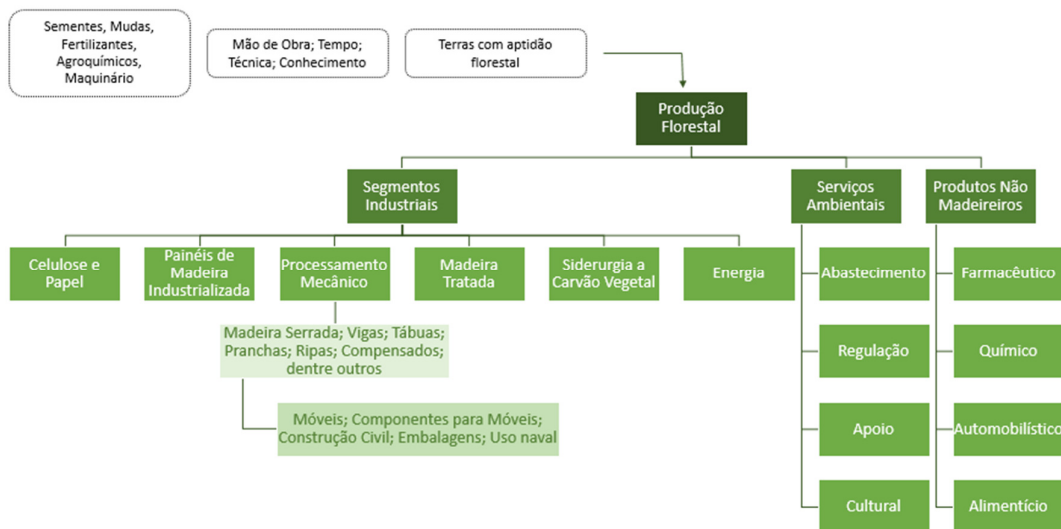 Sementes, Mudas,
Fertilizantes,
Agroquímicos,
Maquinário
Mão de Obra; Tempo;
Técnica; Conhecimento
Terras com aptidão
florestal
Produção
Florestal
Segmentos
Industriais
Serviços
Ambientais
Produtos Não
Madeireiros
Celulose e
Papel
Painéis de
Madeira
Industrializada
Processamento
Mecânico
Madeira
Tratada
Siderurgia a
Carvão Vegetal
Energia
Abastecimento
Farmacêutico
Madeira Serrada; Vigas; Tábuas;
Pranchas; Ripas; Compensados;
dentre outros
Regulação
Químico
Móveis; Componentes para Móveis;
Construção Civil; Embalagens; Uso naval
Apoio
Automobilístico
Cultural
Alimentício